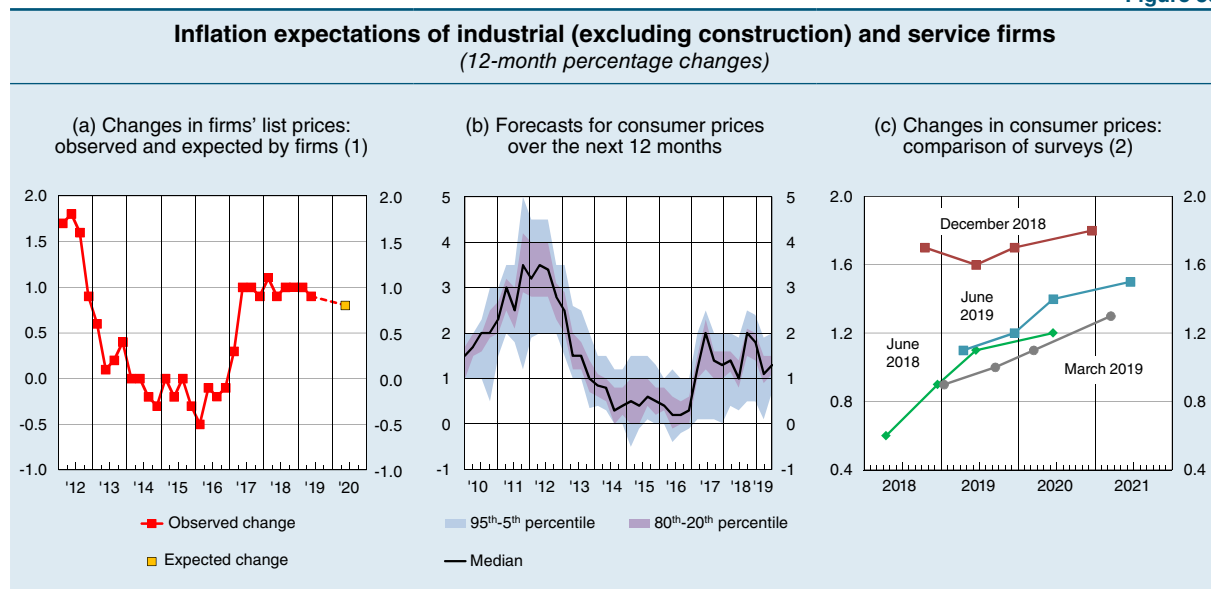 Inflation expectations of industrial (excluding construction) and service firms
(12-month percentage changes)
(a) Changes in firms' list prices:
observed and expected by firms (1)
2.0
1.5
1.0
0.5
0.0
-0.5
-1.0
2.0
1.5
1.0
0.5
0.0
-0.5
-1.0
'12 '13 '14 '15 '16 '17 '18 '19 '20
Observed change
Expected change
(b) Forecasts for consumer prices
over the next 12 months
5
4
3
2
1
0
-1
5
4
3
2
1
0
-1
'10 '11 '12 '13 '14 '15 '16 '17 '18 '19
95th-5th percentile
80th-20th percentile
Median
(c) Changes in consumer prices:
comparison of surveys (2)
2.0
1.6
1.2
0.8
0.4
2.0
1.6
1.2
0.8
0.4
December 2018
June
2019
June
2018
March 2019
2018 2019 2020 2021